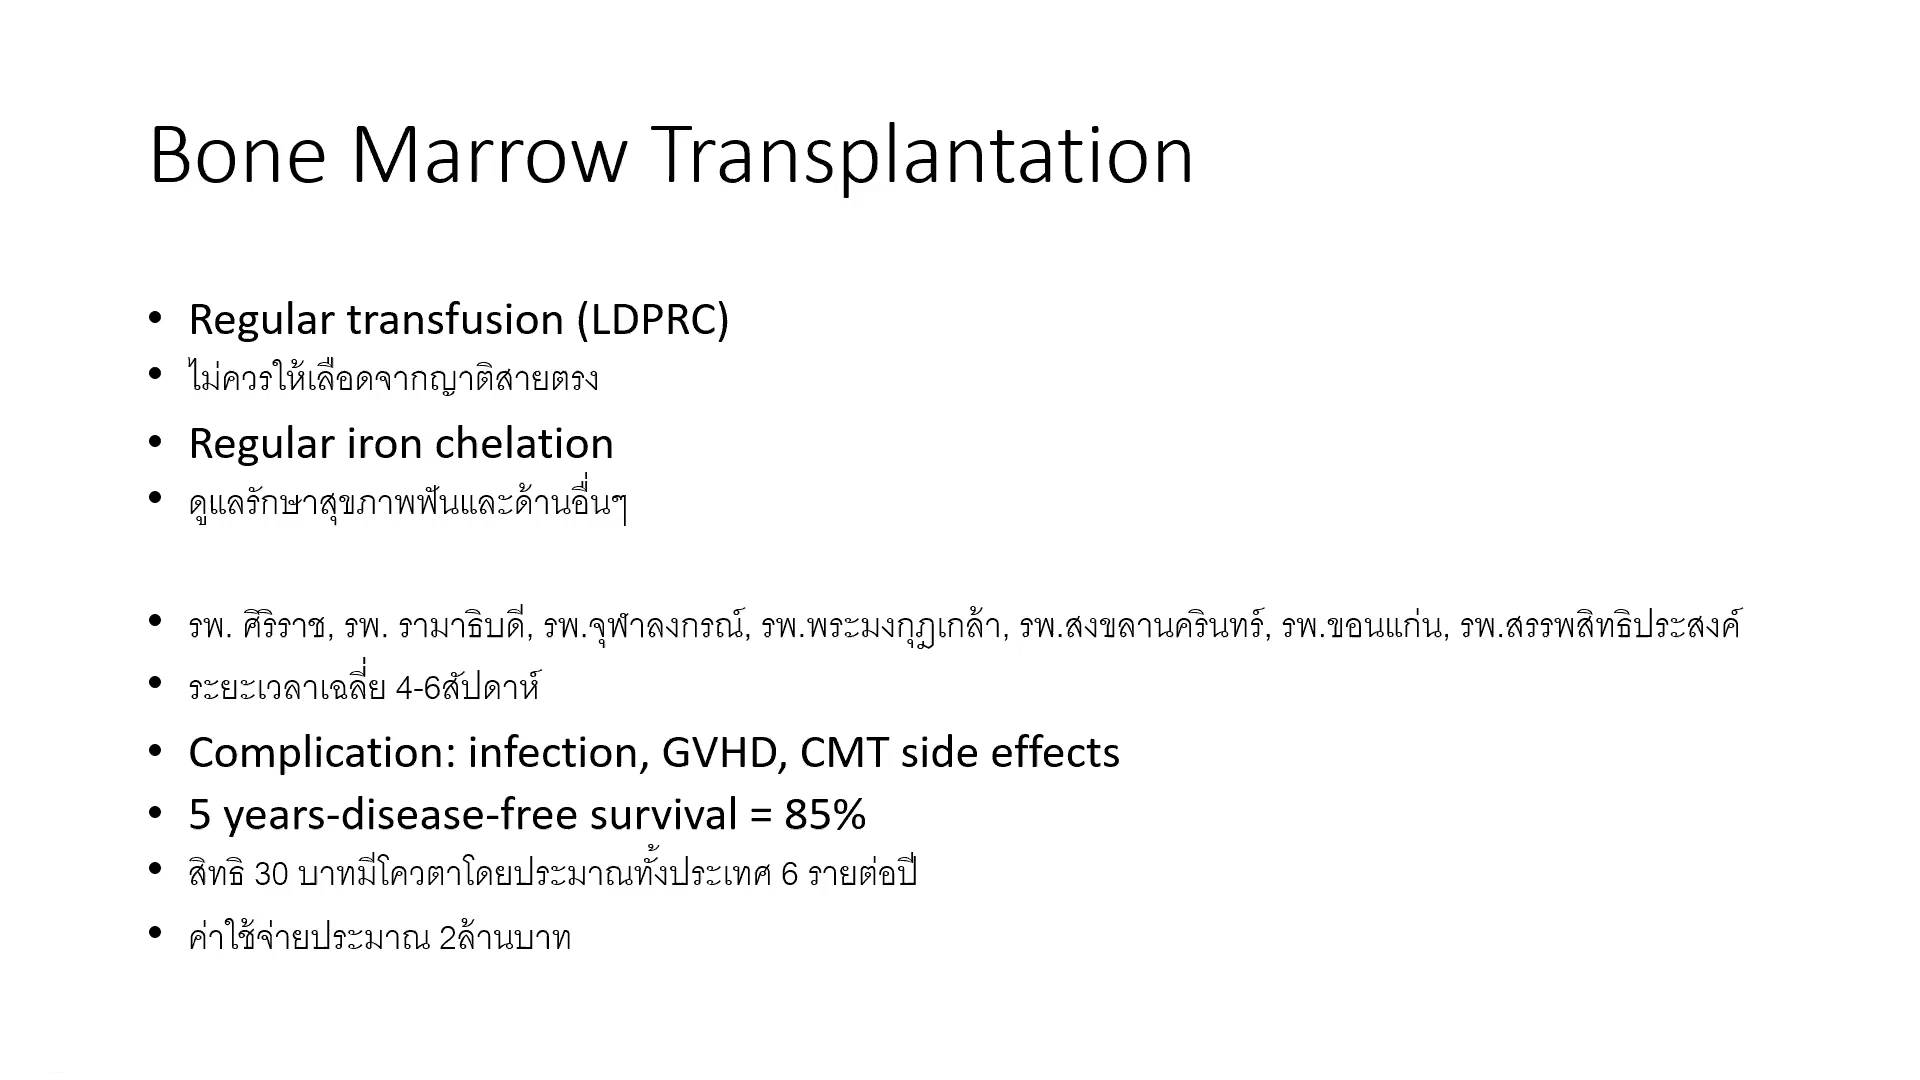 Bone Marrow Transplantation
• Regular transfusion (LDPRC)
• ไม่ควรให้เลือดจากญาติสายตรง
• Regular iron chelation
• ดูแลรักษาสุขภาพฟันและด้านอื่นๆ
• รพ. ศิริราช, รพ. รามาธิบดี, รพ.จุฬาลงกรณ์, รพ.พระมงกุฎเกล้า, รพ.สงขลานครินทร์, รพ.ขอนแก่น, รพ.สรรพสิทธิประสงค์
• ระยะเวลาเฉลี่ย 4-6สัปดาห์
• Complication: infection, GVHD, CMT side effects
• 5 years-disease-free survival = 85%
• สิทธิ 30 บาทมีโควตาโดยประมาณทั้งประเทศ 6 รายต่อปี
• ค่าใช้จ่ายประมาณ 2ล้านบาท